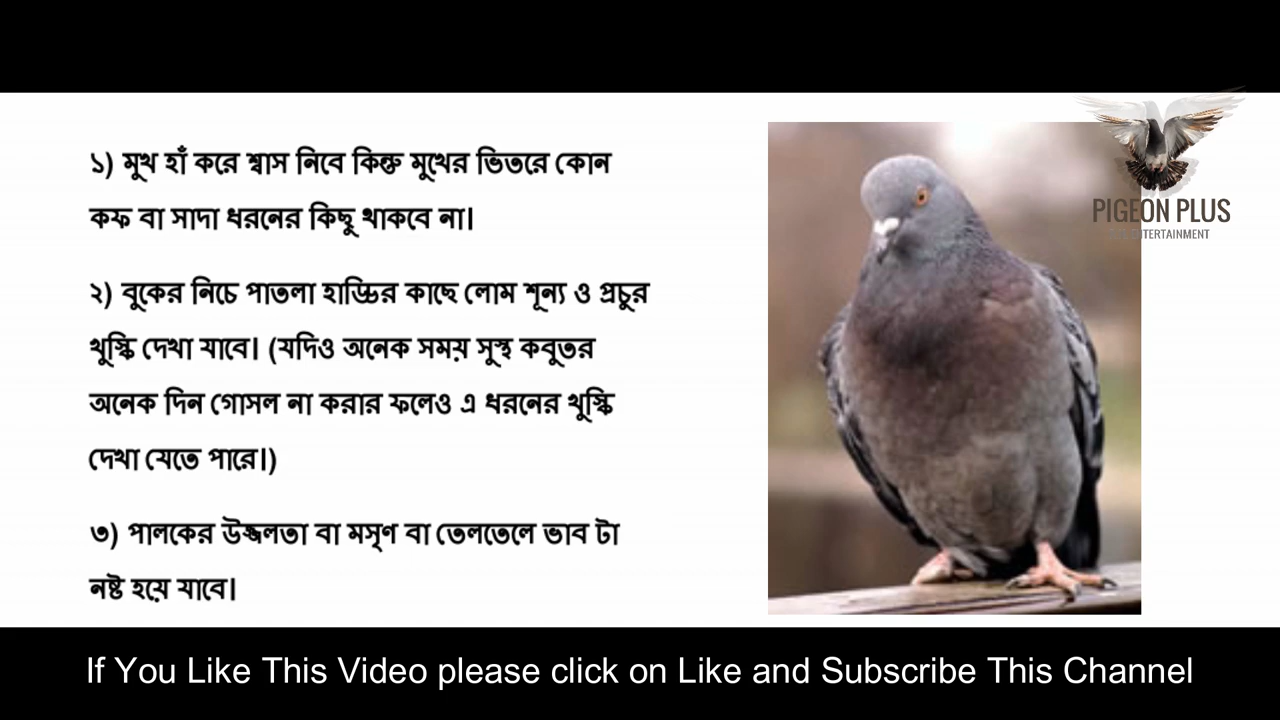 ১) মুখ হাঁ করে শ্বাস নিবে কিন্তু মুখের ভিতরে কোন
কফ বা সাদা ধরনের কিছু থাকবে না।
২) বুকের নিচে পাতলা হাড্ডির কাছে লোম শূন্য ও প্রচুর
খুস্কি দেখা যাবে। (যদিও অনেক সময় সুস্থ কবুতর
অনেক দিন গোসল না করার ফলেও এ ধরনের খুস্কি
দেখা যেতে পারে।)
৩) পালকের উজ্জলতা বা মসৃণ বা তেলতেলে ভাব টা
নষ্ট হয়ে যাবে।
PIGEON PLUS
ENTERTAINMENT
If You Like This Video please click on Like and Subscribe This Channel